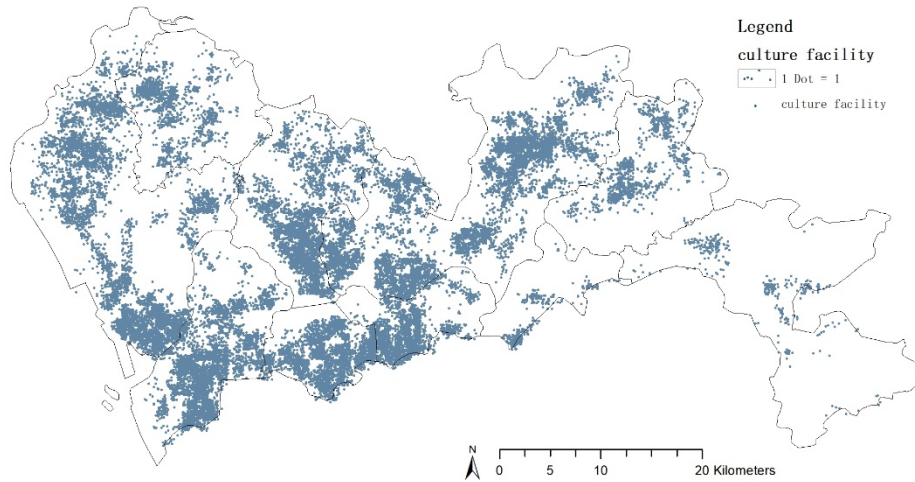 Legend
culture facility
1 Dot = 1
culture facility
N
0 5 10 20 Kilometers